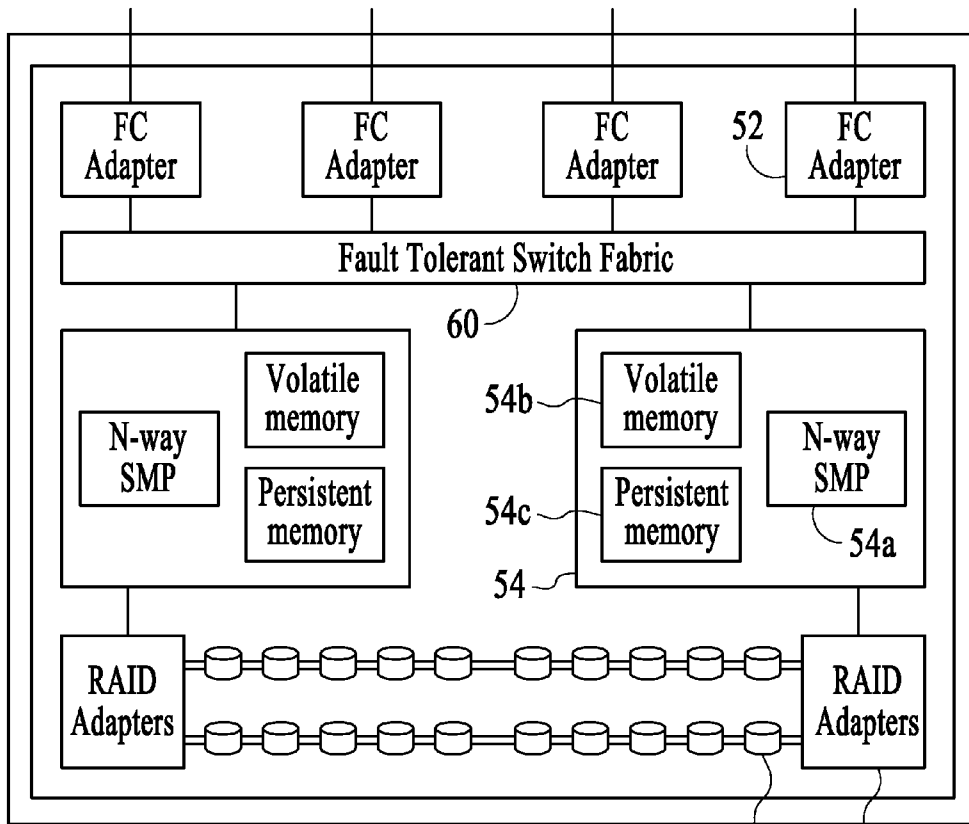 FC
Adapter
FC
Adapter
FC
Adapter
52
FC
Adapter
Fault Tolerant Switch Fabric
60
N-way
SMP
Volatile
memory
Persistent
memory
54b
Volatile
memory
54c
Persistent
memory
N-way
SMP
54a
54
RAID
Adapters
RAID
Adapters